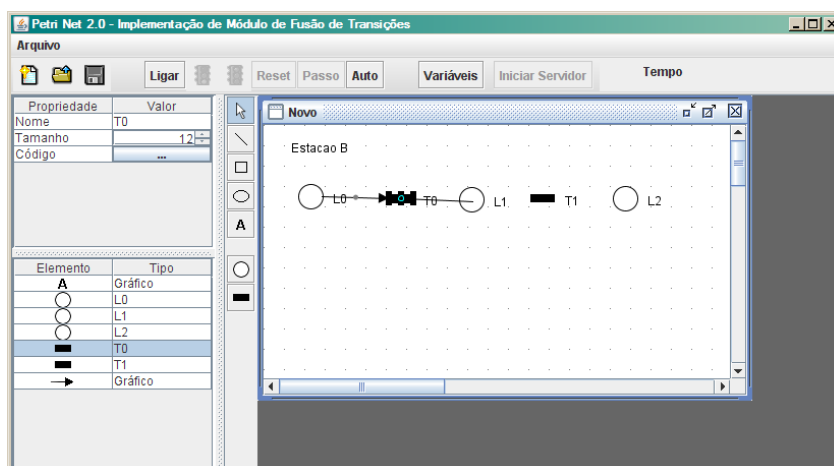 Petri Net 2.0 - Implementação de Módulo de Fusão de Transições
Arquivo
Ligar Reset Passo Auto Variáveis Iniciar Servidor Tempo
Propriedade Valor
Nome T0
Tamanho 12
Código ...
Elemento Tipo
A Gráfico
L0
L1
L2
T0
T1
Gráfico
A
Novo
Estacao B
L0 T0 L1 T1 L2